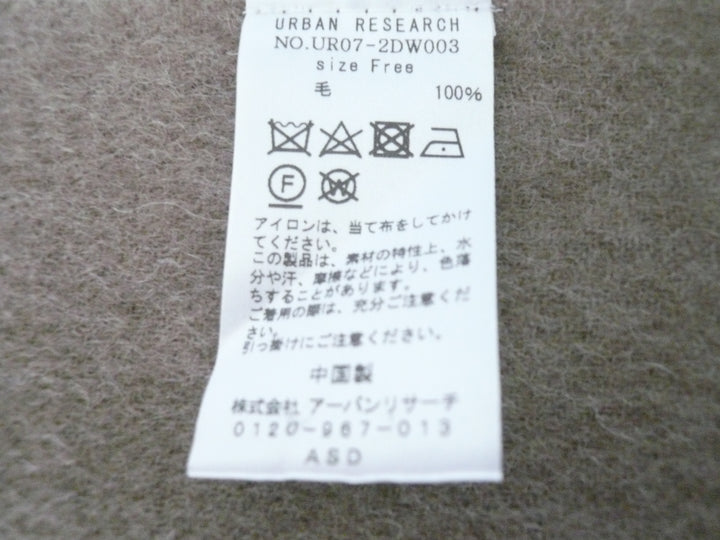 URBAN RESEARCH
NO.UR07-2DW003
size Free
毛 100%
F
W
アイロンは、当て布をしてかけ
てください。
この製品は、素材の特性上、水
分や汗、摩擦などにより、色落
ちすることがあります。
ご着用の際は、充分ご注意くだ
さい。
引っ掛けにご注意ください。
中国製
株式会社 アーバンリサーチ
0120-967-013
ASD